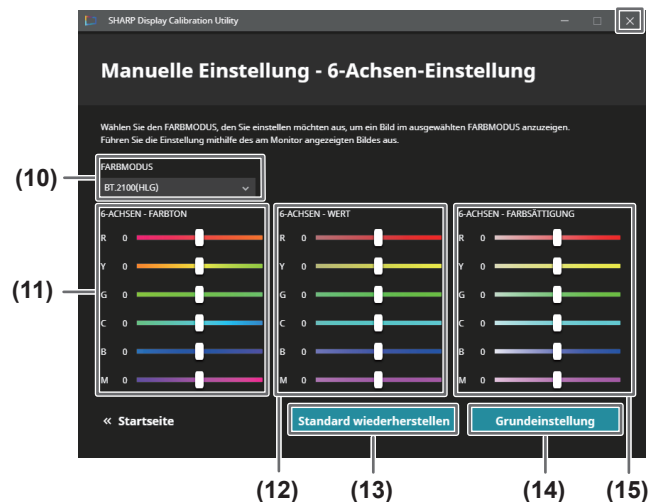 SHARP Display Calibration Utility
Manuelle Einstellung - 6-Achsen-Einstellung
Wählen Sie den FARBMODUS, den Sie einstellen möchten aus, um ein Bild im ausgewählten FARBMODUS anzuzeigen.
Führen Sie die Einstellung mithilfe des am Monitor angezeigten Bildes aus.
FARBMODUS
(10)
BT.2100(HLG)
6-ACHSEN - FARBTON
6-ACHSEN - WERT
6-ACHSEN - FARBSÄTTIGUNG
R 0 R 0 R 0
Y 0 Y 0 Y 0
(11)
G 0 G 0 G 0
C 0 C 0 C 0
B 0 B 0 B 0
M 0 M 0 M 0
« Startseite
Standard wiederherstellen
Grundeinstellung
(12) (13) (14) (15)